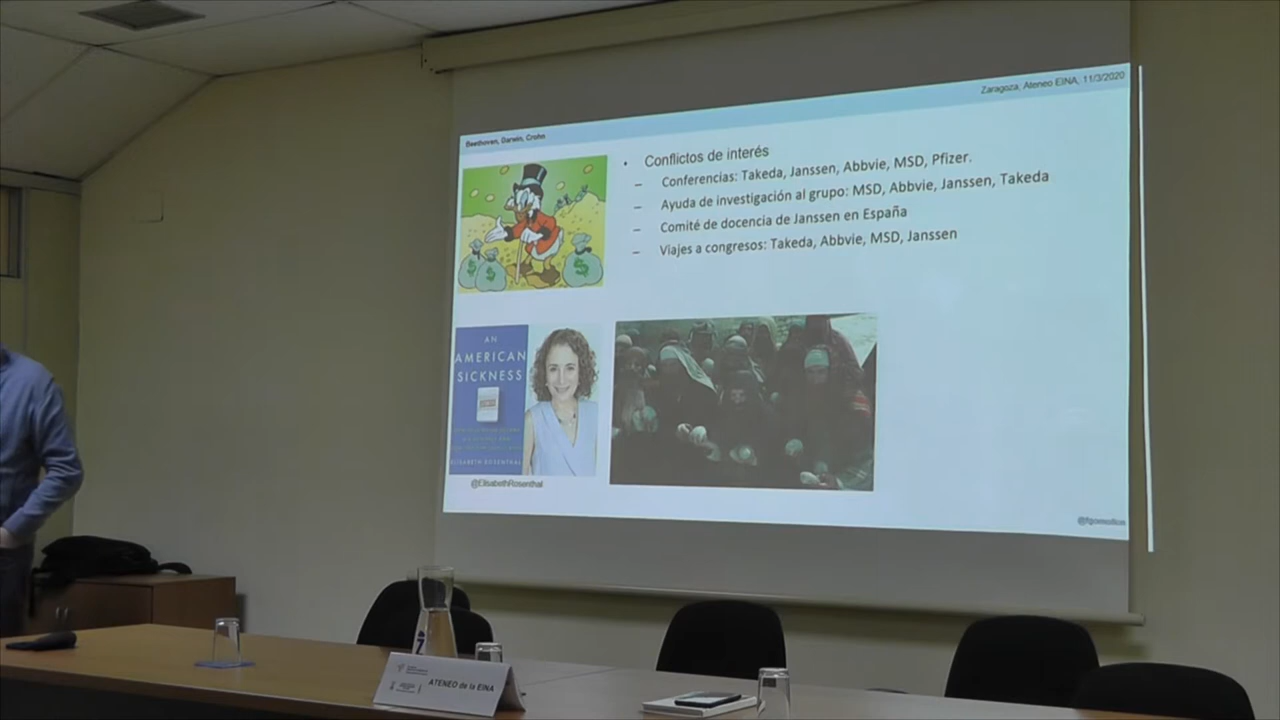 Zaragoza, Ateneo EINA, 11/3/2020
Beethoven, Darwin, Crohn
• Conflictos de interés
– Conferencias: Takeda, Janssen, Abbvie, MSD, Pfizer.
– Ayuda de investigación al grupo: MSD, Abbvie, Janssen, Takeda
– Comité de docencia de Janssen en España
– Viajes a congresos: Takeda, Abbvie, MSD, Janssen
AN
AMERICAN
SICKNESS
ELISABETH ROSENTHAL
@ElisabethRosenthal
@fgomollon
ATENEO de la EINA